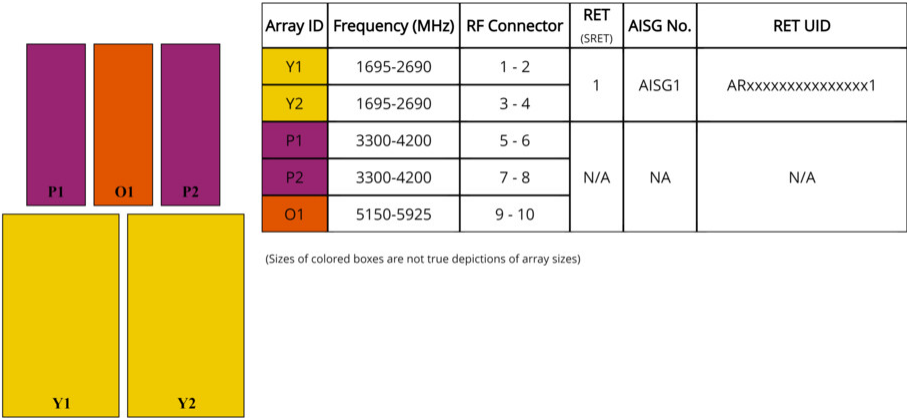 P1 O1 P2
Y1 Y2
Array ID Frequency (MHz) RF Connector RET (SRET) AISG No. RET UID
Y1 1695-2690 1 - 2 1 AISG1 ARxxxxxxxxxxxxxxx1
Y2 1695-2690 3 - 4
P1 3300-4200 5 - 6
P2 3300-4200 7 - 8 N/A NA N/A
O1 5150-5925 9 - 10
(Sizes of colored boxes are not true depictions of array sizes)